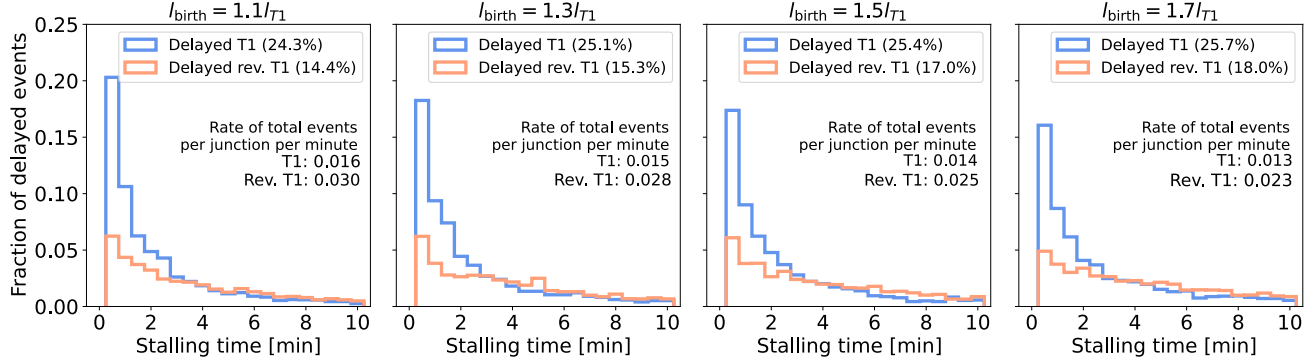 l_birth = 1.1l_T1
l_birth = 1.3l_T1
l_birth = 1.5l_T1
l_birth = 1.7l_T1
Fraction of delayed events
0.25
0.20
0.15
0.10
0.05
0.00
Delayed T1 (24.3%)
Delayed rev. T1 (14.4%)
Rate of total events
per junction per minute
T1: 0.016
Rev. T1: 0.030
0 2 4 6 8 10
Stalling time [min]
Delayed T1 (25.1%)
Delayed rev. T1 (15.3%)
Rate of total events
per junction per minute
T1: 0.015
Rev. T1: 0.028
0 2 4 6 8 10
Stalling time [min]
Delayed T1 (25.4%)
Delayed rev. T1 (17.0%)
Rate of total events
per junction per minute
T1: 0.014
Rev. T1: 0.025
0 2 4 6 8 10
Stalling time [min]
Delayed T1 (25.7%)
Delayed rev. T1 (18.0%)
Rate of total events
per junction per minute
T1: 0.013
Rev. T1: 0.023
0 2 4 6 8 10
Stalling time [min]